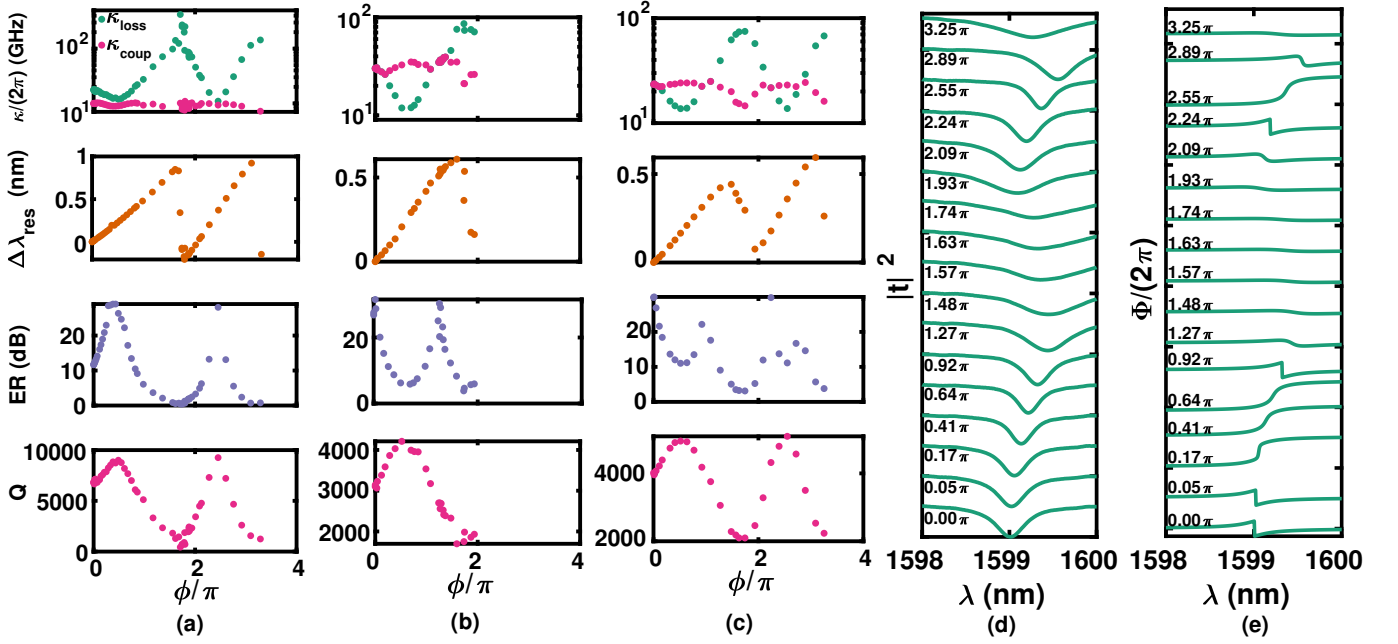 κ/(2π) (GHz)
10²
10¹
κloss
κcoup
10²
10¹
10²
10¹
Δλres (nm)
1
0.5
0
0.5
0
0.5
0
ER (dB)
20
10
0
20
10
0
30
20
10
0
Q
10000
5000
0
4000
3000
2000
4000
2000
0 2 4
0 2 4
0 2 4
ϕ/π
ϕ/π
ϕ/π
(a)
(b)
(c)
|t|²
3.25π
2.89π
2.55π
2.24π
2.09π
1.93π
1.74π
1.63π
1.57π
1.48π
1.27π
0.92π
0.64π
0.41π
0.17π
0.05π
0.00π
1598 1599 1600
λ (nm)
(d)
Φ/(2π)
3.25π
2.89π
2.55π
2.24π
2.09π
1.93π
1.74π
1.63π
1.57π
1.48π
1.27π
0.92π
0.64π
0.41π
0.17π
0.05π
0.00π
1598 1599 1600
λ (nm)
(e)